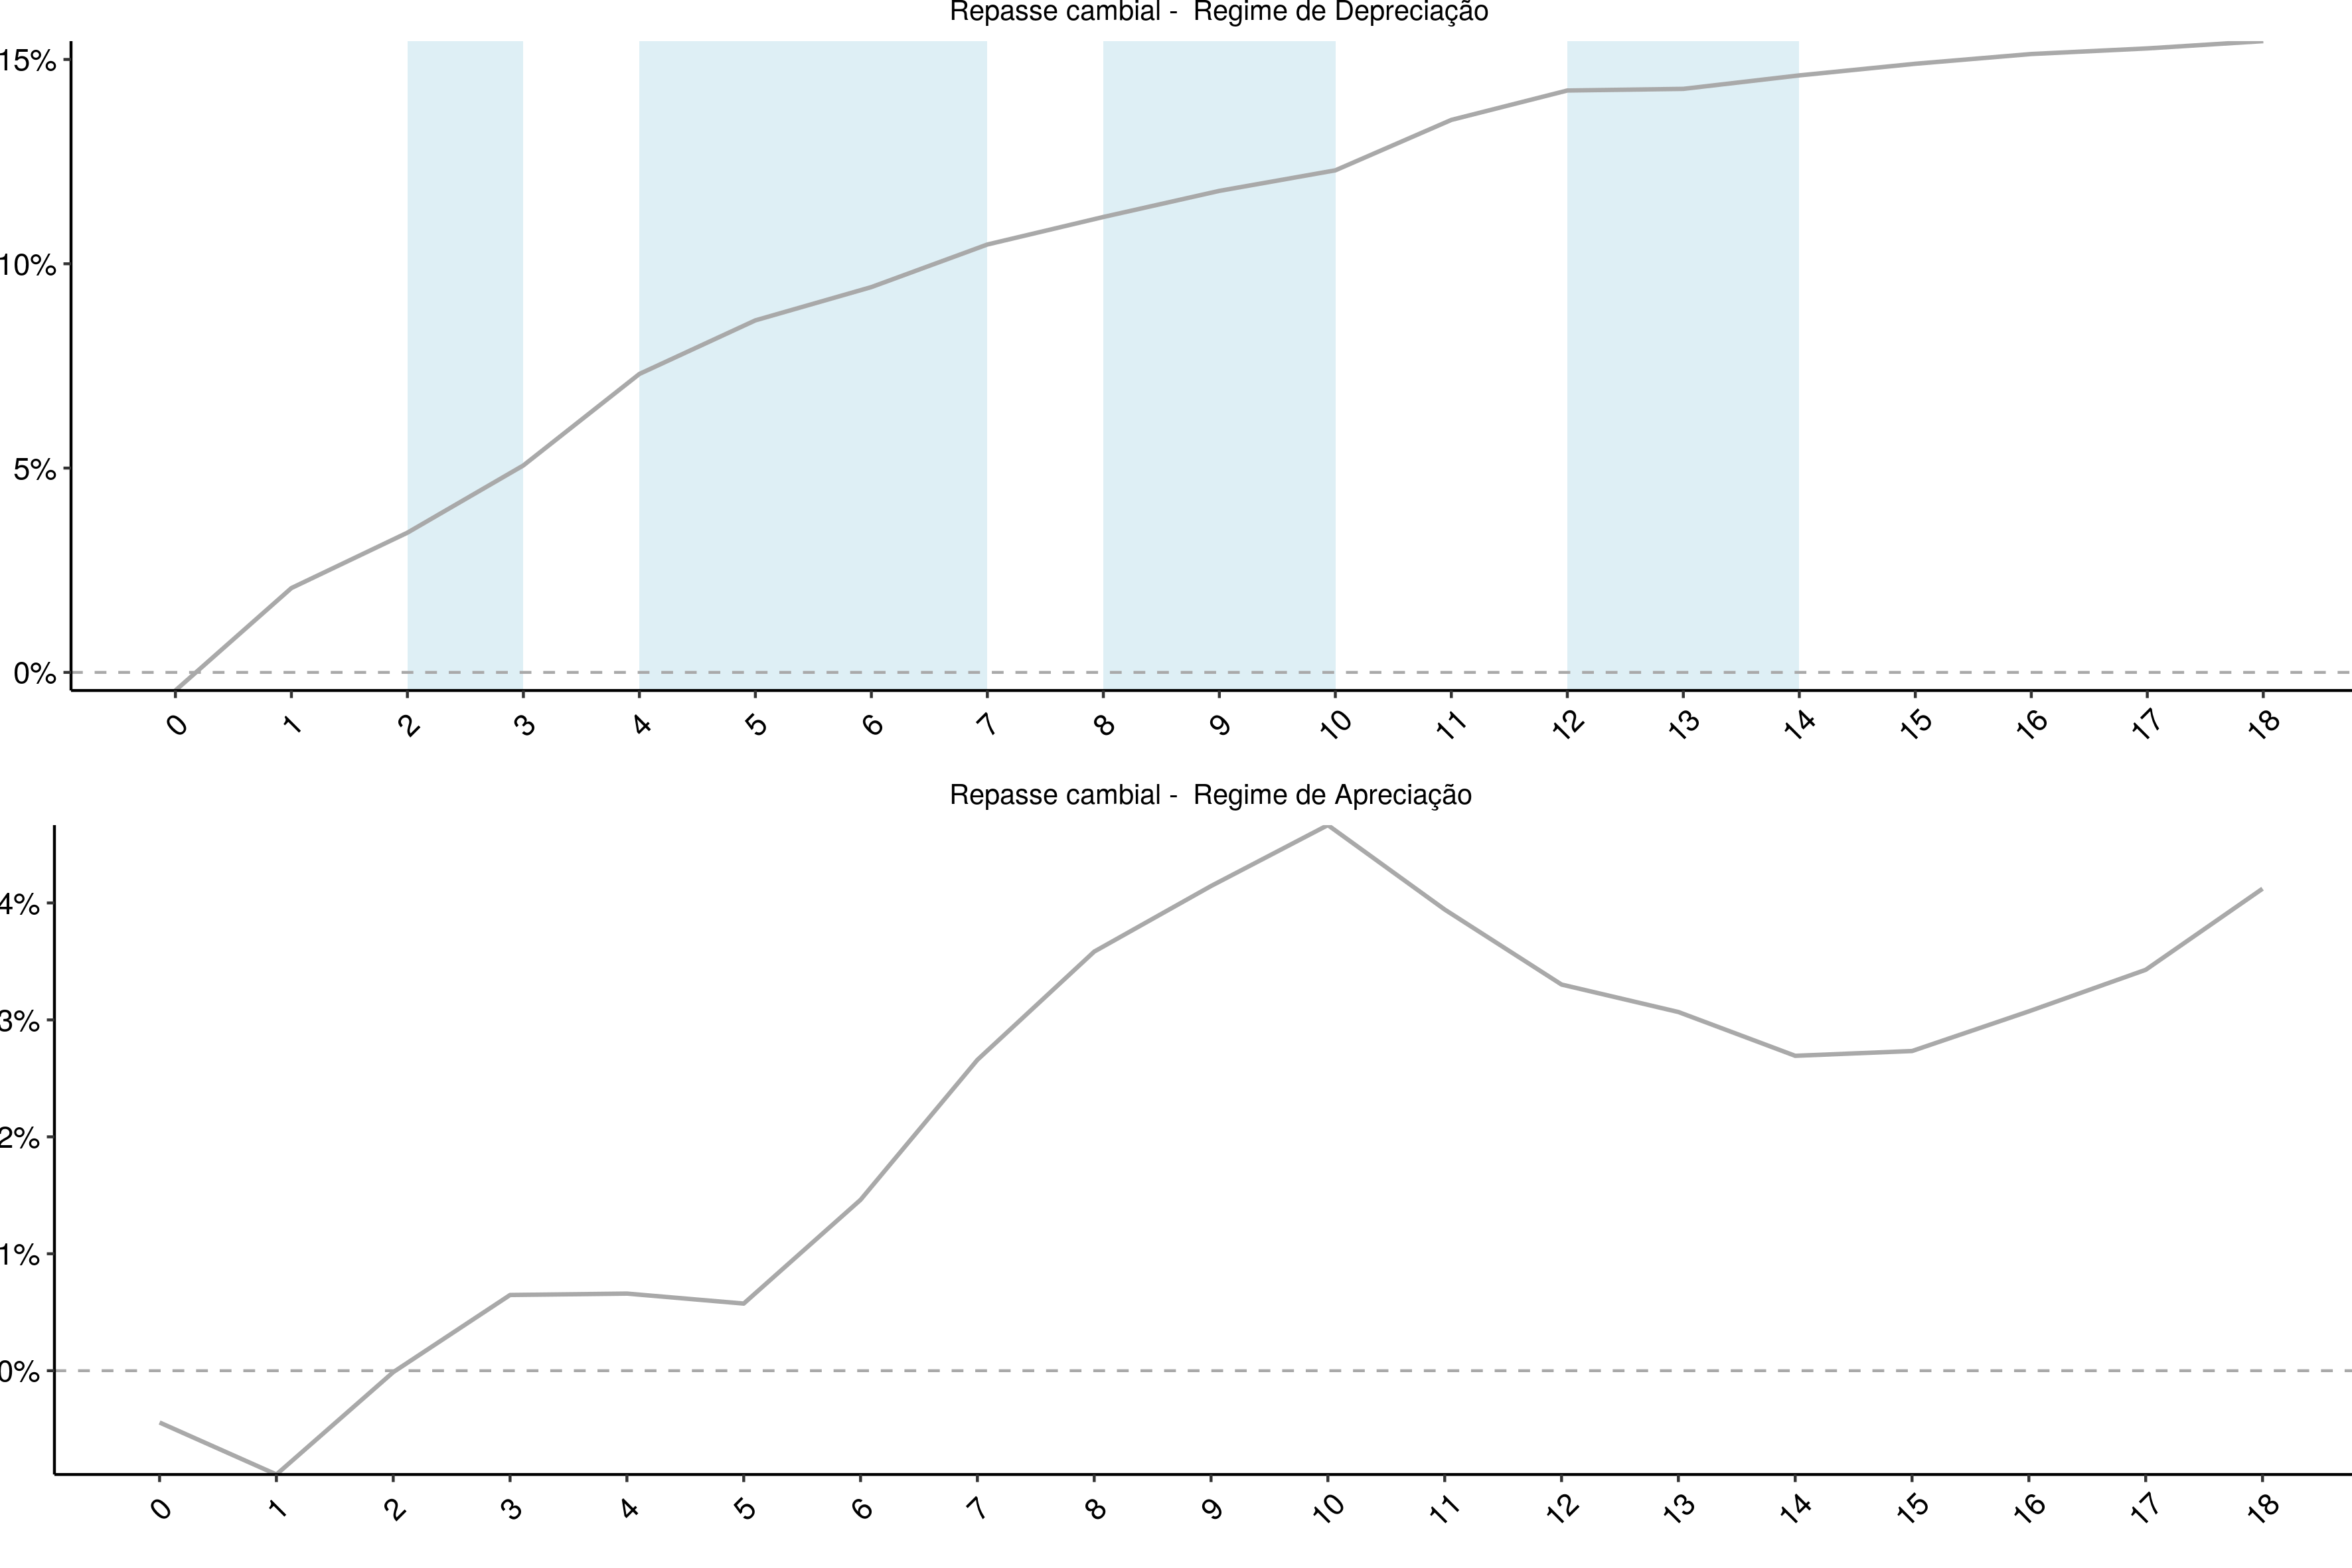 Repasse cambial -  Regime de Depreciação
15%
10%
5%
0%
0 1 2 3 4 5 6 7 8 9 10 11 12 13 14 15 16 17 18
Repasse cambial -  Regime de Apreciação
4%
3%
2%
1%
0%
0 1 2 3 4 5 6 7 8 9 10 11 12 13 14 15 16 17 18